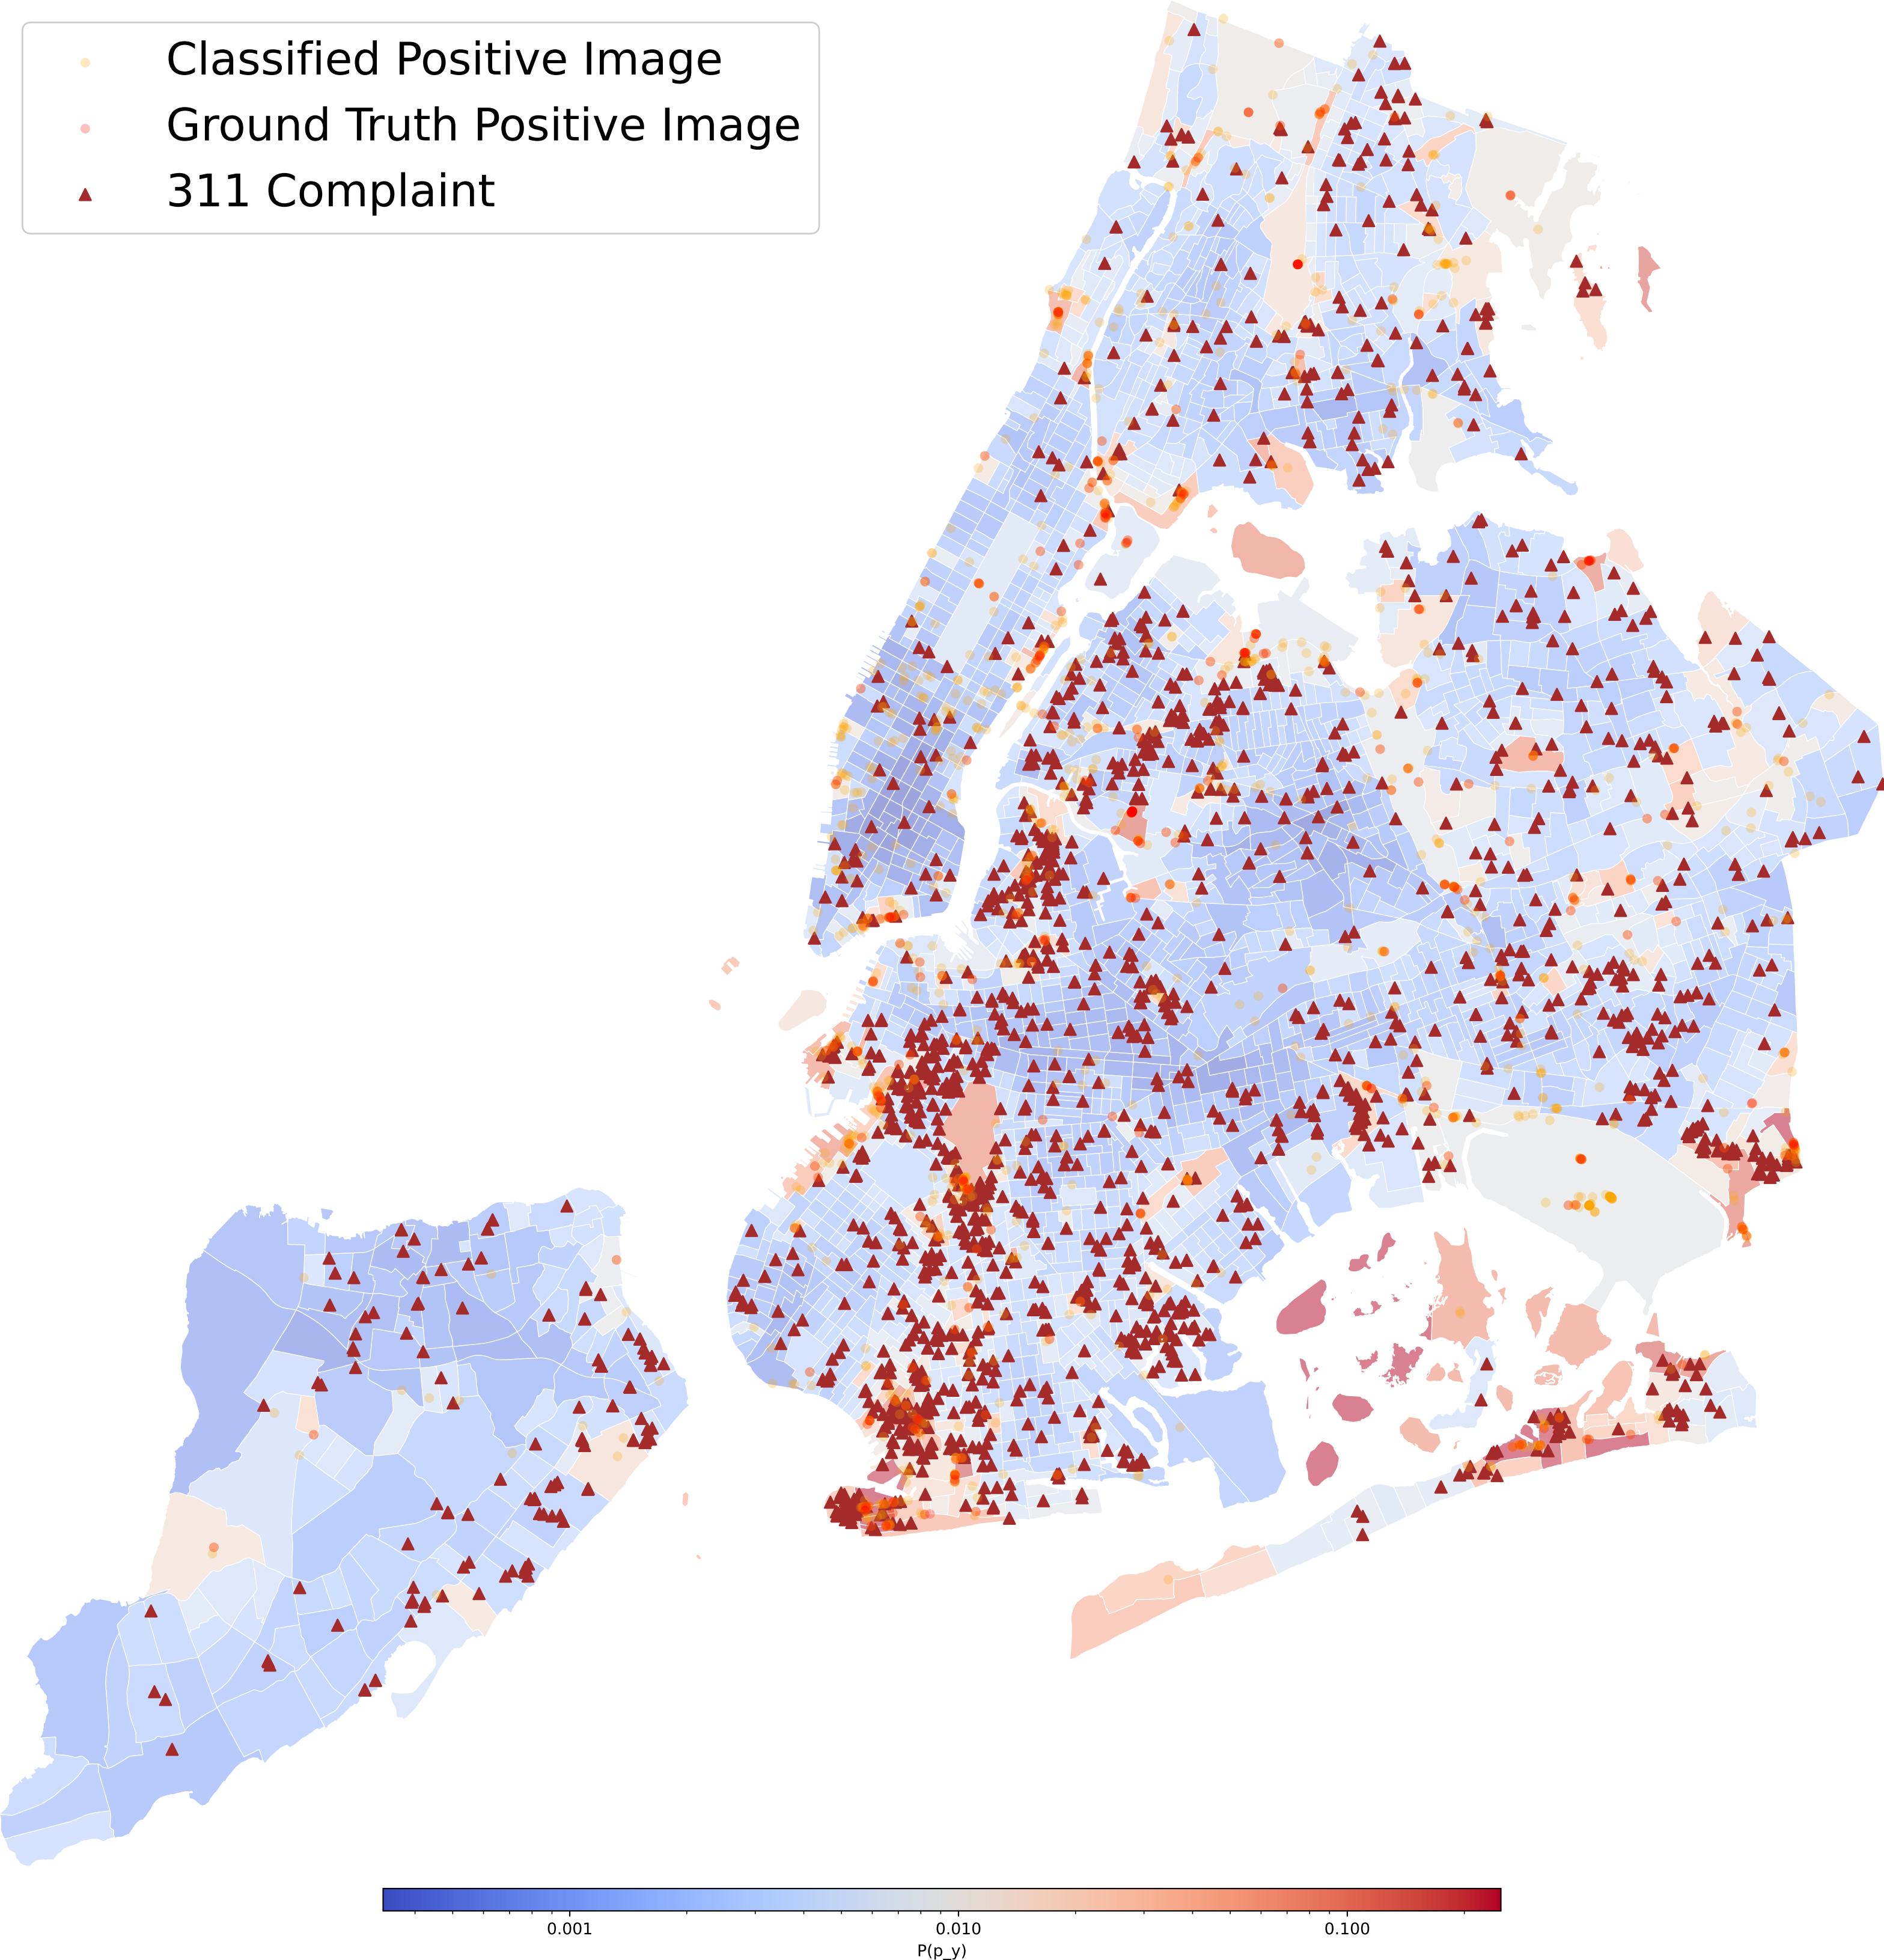 Classified Positive Image
Ground Truth Positive Image
311 Complaint
0.001 0.010 0.100
P(p_y)